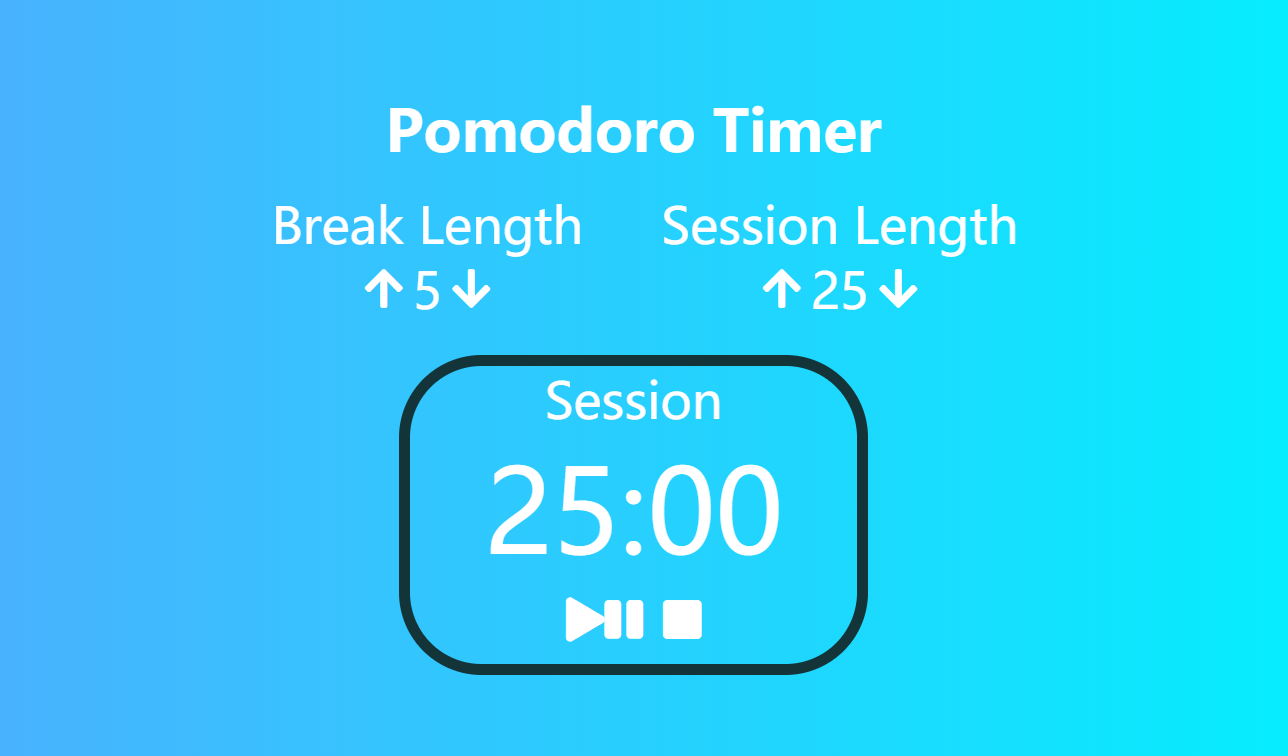 Pomodoro Timer
Break Length
5
Session Length
25
Session
25:00